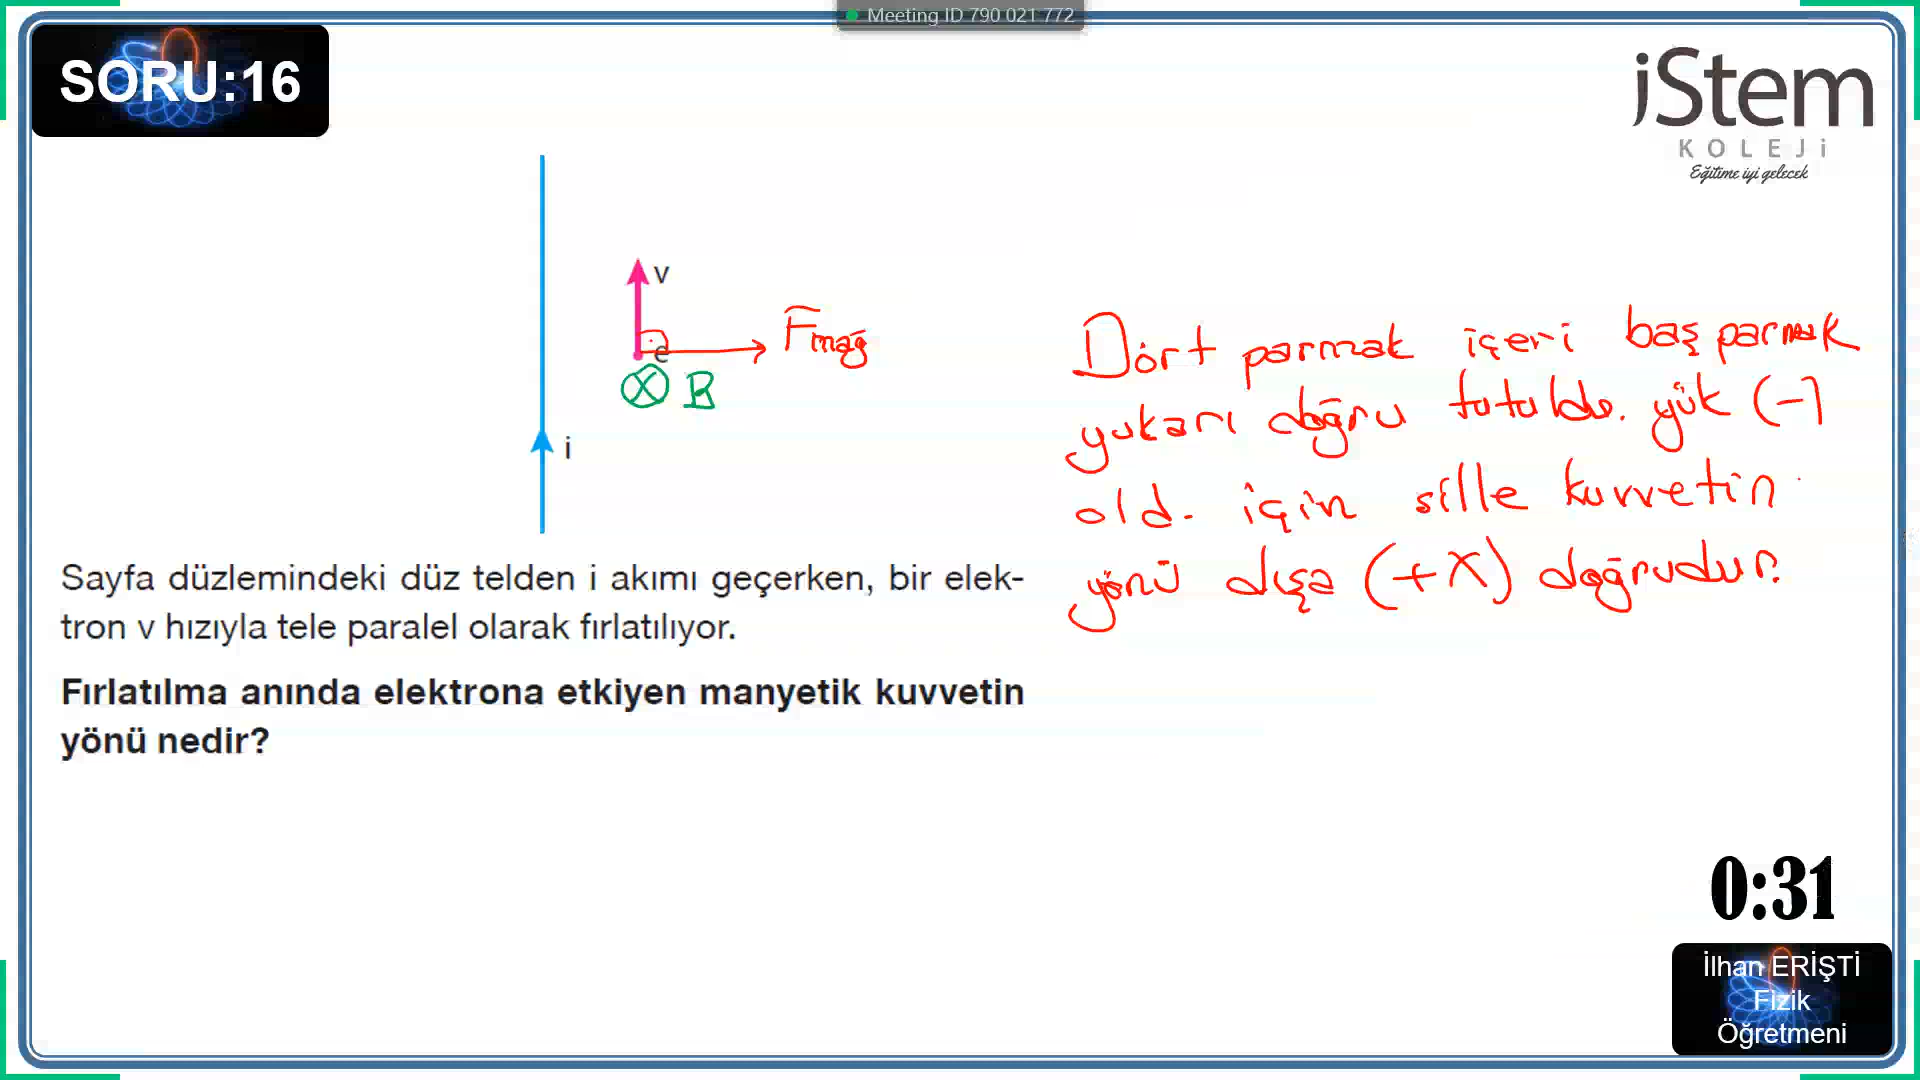 Meeting ID 790 021 772
SORU:16
iStem
KOLEJi
Eğitime iyi gelecek
v
Fmağ
e
B
i
Dört parmak içeri baş parmak
yukarı doğru tutuldu. yük (-)
old. için sille kuvvetin
yönü dışa (+x) doğrudur.
Sayfa düzlemindeki düz telden i akımı geçerken, bir elek-
tron v hızıyla tele paralel olarak fırlatılıyor.
Fırlatılma anında elektrona etkiyen manyetik kuvvetin
yönü nedir?
0:31
İlhan ERİŞTİ
Fizik
Öğretmeni